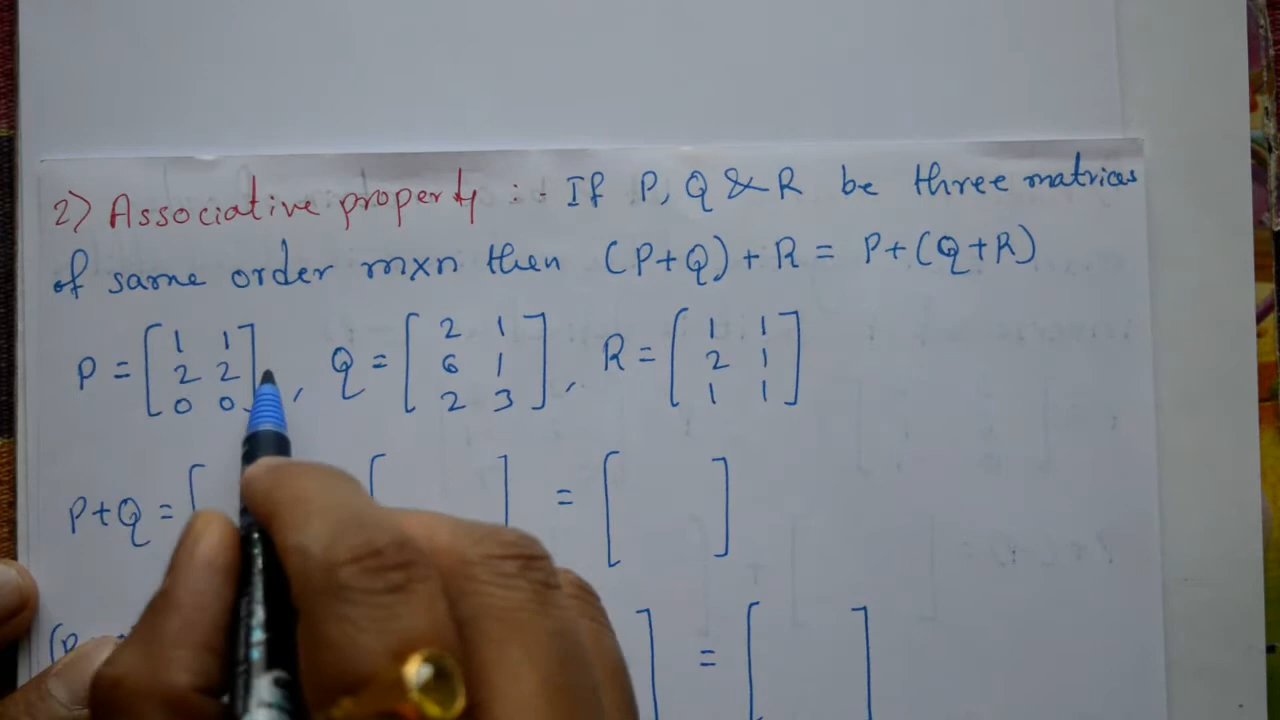 2) Associative property :- If P, Q & R be three matrices
of same order mxn then (P+Q) + R = P+(Q+R)
P = [1 1 2 2 0 0], Q = [2 1 6 1 2 3], R = [1 1 2 1 1 1]
P+Q = [ [ ] = [ ]
(P ] = [ ]